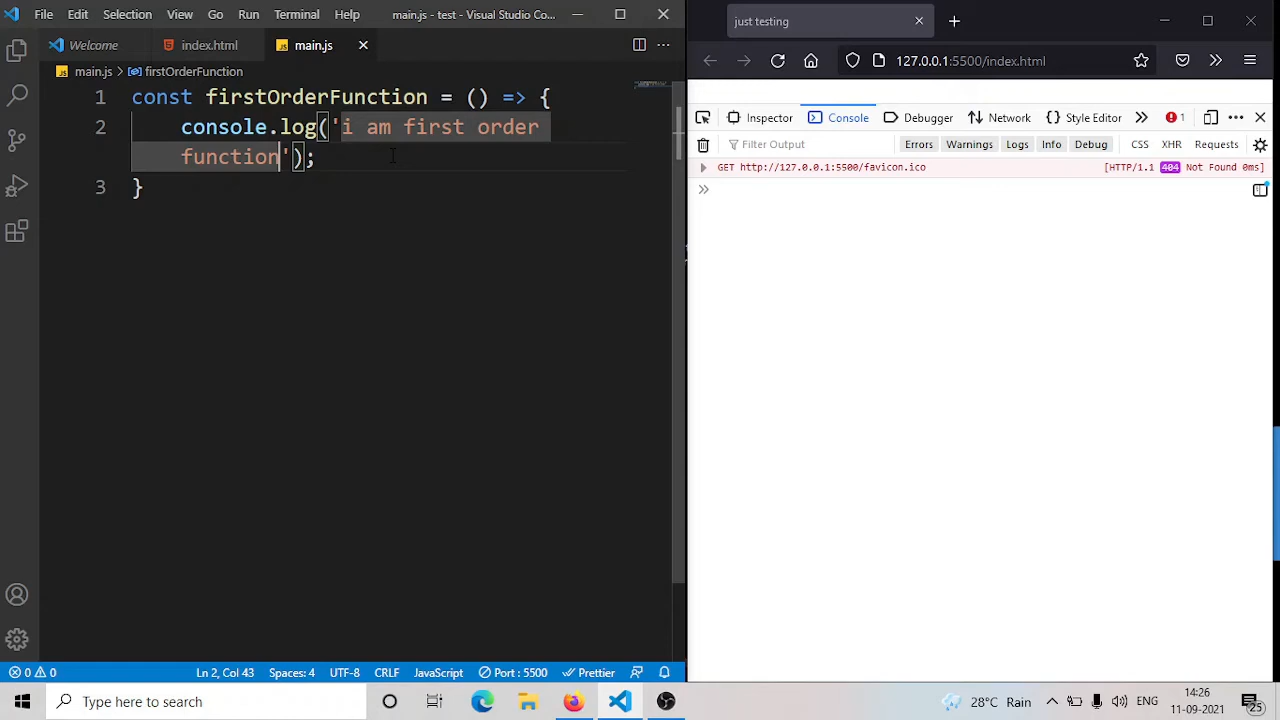 File Edit Selection View Go Run Terminal Help main.js - test - Visual Studio Co...
just testing
Welcome index.html JS main.js
127.0.0.1:5500/index.html
JS main.js > firstOrderFunction
1 const firstOrderFunction = () => {
2 console.log('i am first order
function');
3 }
Inspector Console Debugger Network Style Editor 1
Filter Output Errors Warnings Logs Info Debug CSS XHR Requests
GET http://127.0.0.1:5500/favicon.ico [HTTP/1.1 404 Not Found 0ms]
0 0 Ln 2, Col 43 Spaces: 4 UTF-8 CRLF JavaScript Port : 5500 Prettier
Type here to search
28°C Rain
14:26
11-09-2021
25